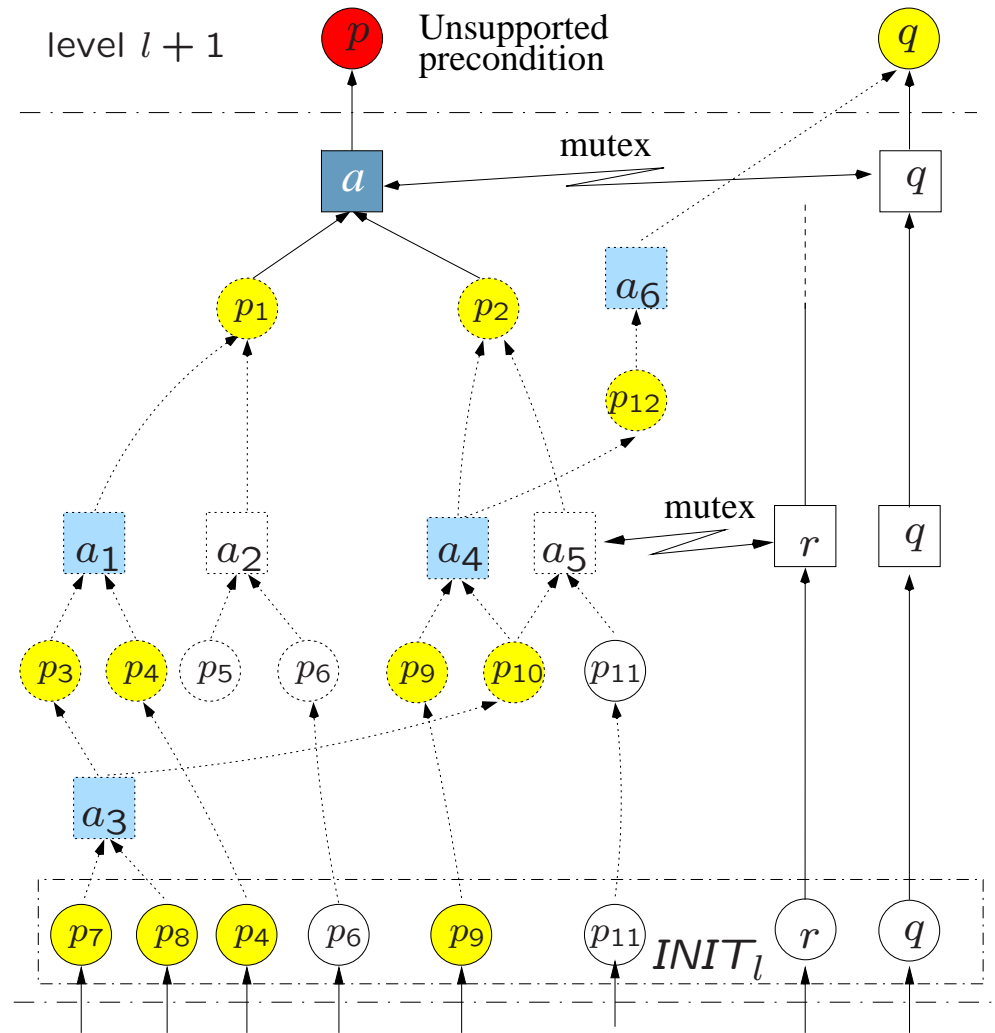 level l + 1
p
Unsupported
precondition
q
mutex
a
q
a6
p1
p2
p12
mutex
a1
a2
a4
a5
r
q
p3
p4
p5
p6
p9
p10
p11
a3
p7
p8
p4
p6
p9
p11
INITl
r
q